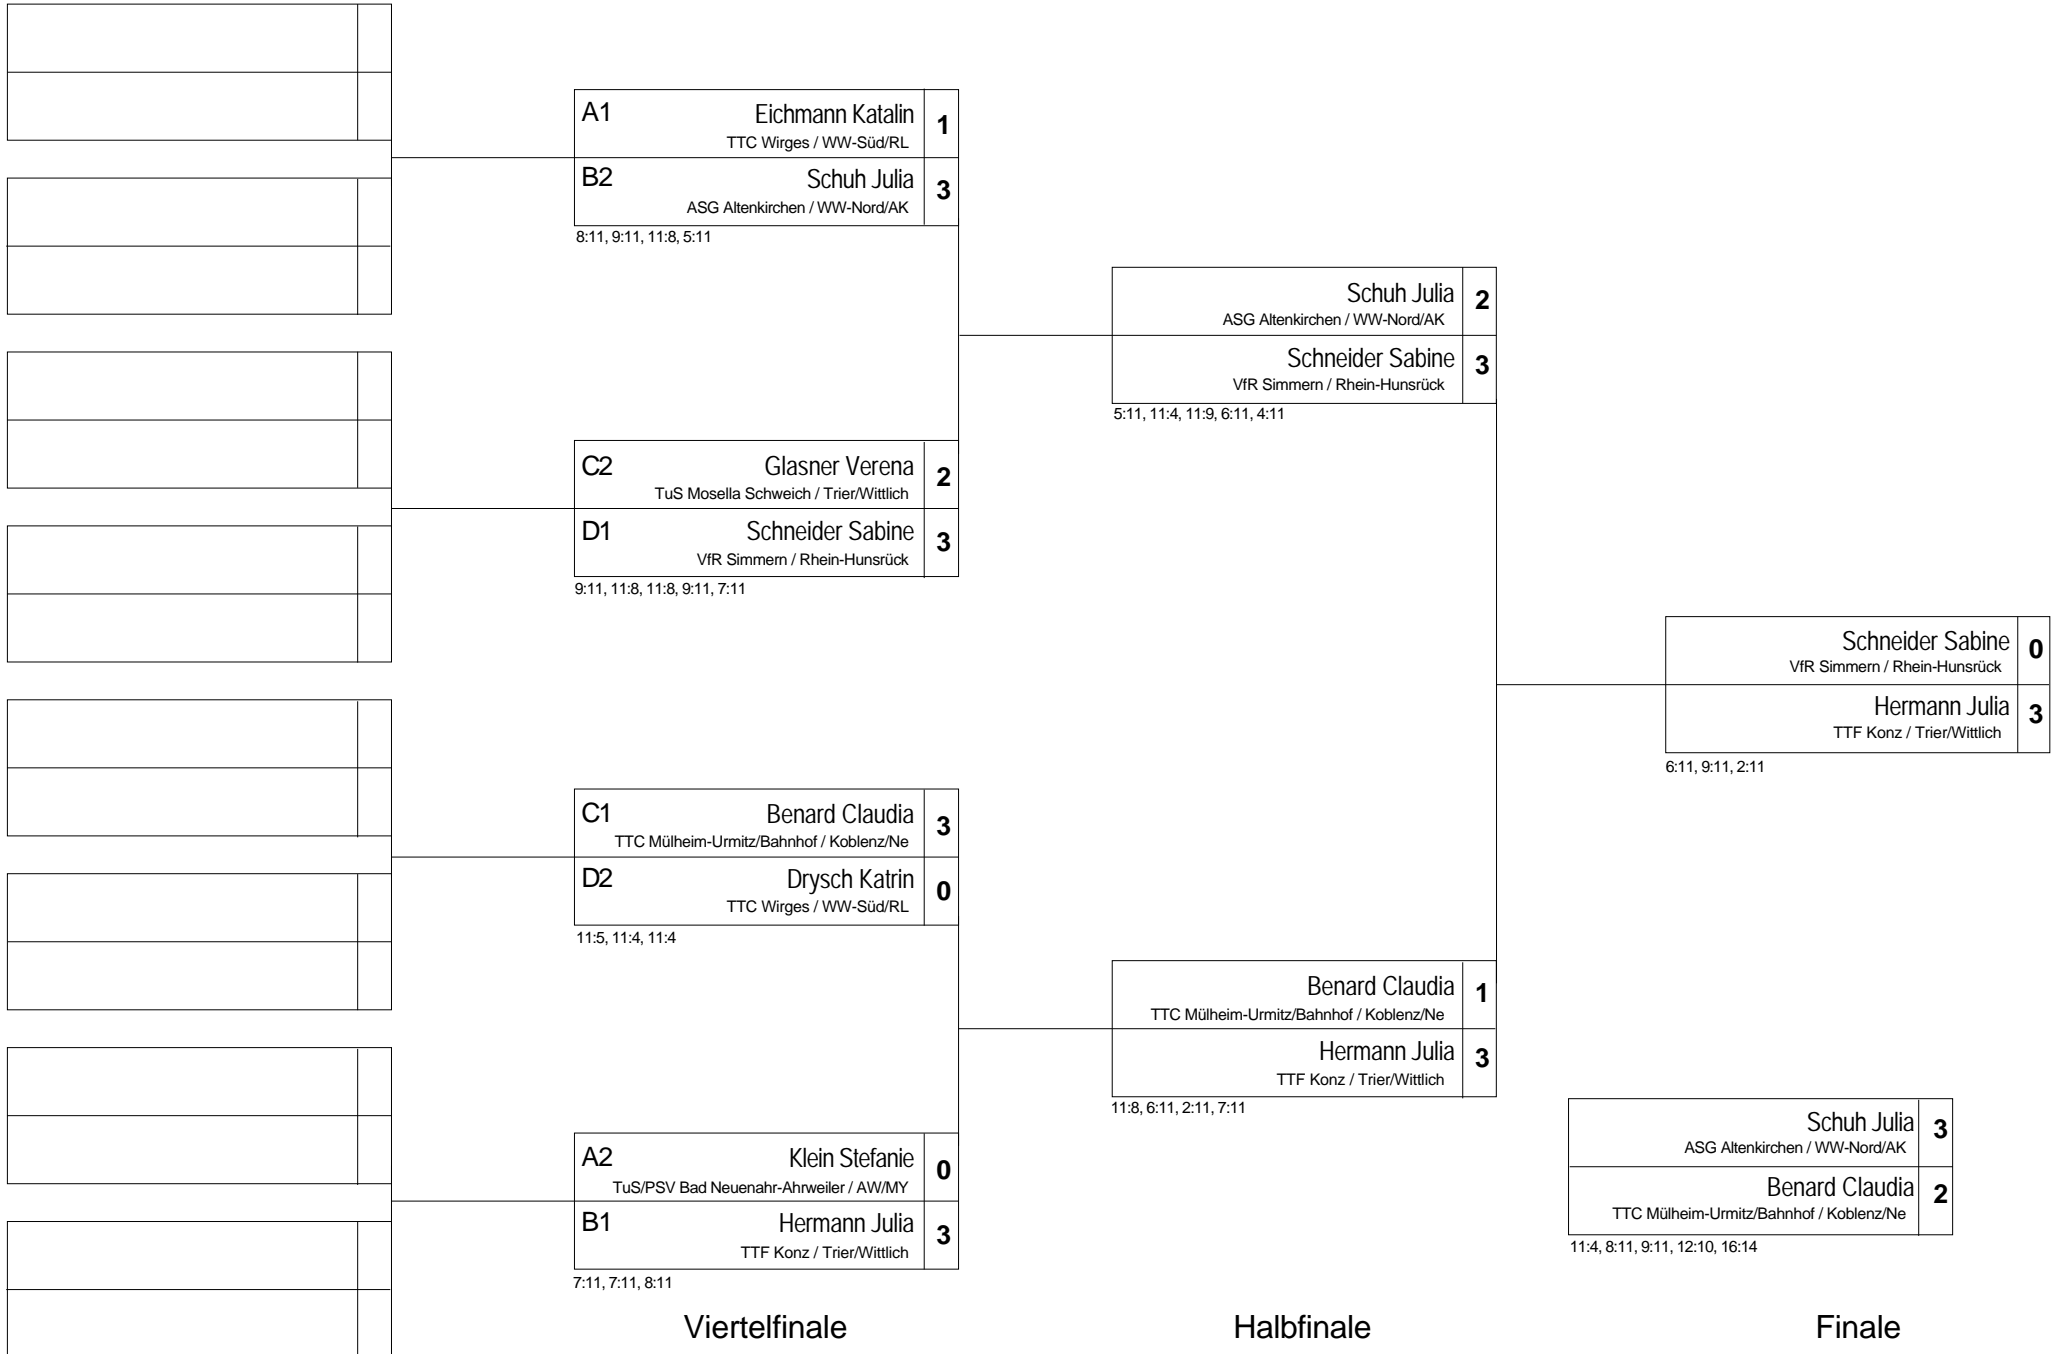 A1 Eichmann Katalin 1
TTC Wirges / WW-Süd/RL
B2 Schuh Julia 3
ASG Altenkirchen / WW-Nord/AK
8:11, 9:11, 11:8, 5:11
C2 Glasner Verena 2
TuS Mosella Schweich / Trier/Wittlich
D1 Schneider Sabine 3
VfR Simmern / Rhein-Hunsrück
9:11, 11:8, 11:8, 9:11, 7:11
C1 Benard Claudia 3
TTC Mülheim-Urmitz/Bahnhof / Koblenz/Ne
D2 Drysch Katrin 0
TTC Wirges / WW-Süd/RL
11:5, 11:4, 11:4
A2 Klein Stefanie 0
TuS/PSV Bad Neuenahr-Ahrweiler / AW/MY
B1 Hermann Julia 3
TTF Konz / Trier/Wittlich
7:11, 7:11, 8:11
Viertelfinale
Schuh Julia 2
ASG Altenkirchen / WW-Nord/AK
Schneider Sabine 3
VfR Simmern / Rhein-Hunsrück
5:11, 11:4, 11:9, 6:11, 4:11
Benard Claudia 1
TTC Mülheim-Urmitz/Bahnhof / Koblenz/Ne
Hermann Julia 3
TTF Konz / Trier/Wittlich
11:8, 6:11, 2:11, 7:11
Halbfinale
Schneider Sabine 0
VfR Simmern / Rhein-Hunsrück
Hermann Julia 3
TTF Konz / Trier/Wittlich
6:11, 9:11, 2:11
Schuh Julia 3
ASG Altenkirchen / WW-Nord/AK
Benard Claudia 2
TTC Mülheim-Urmitz/Bahnhof / Koblenz/Ne
11:4, 8:11, 9:11, 12:10, 16:14
Finale